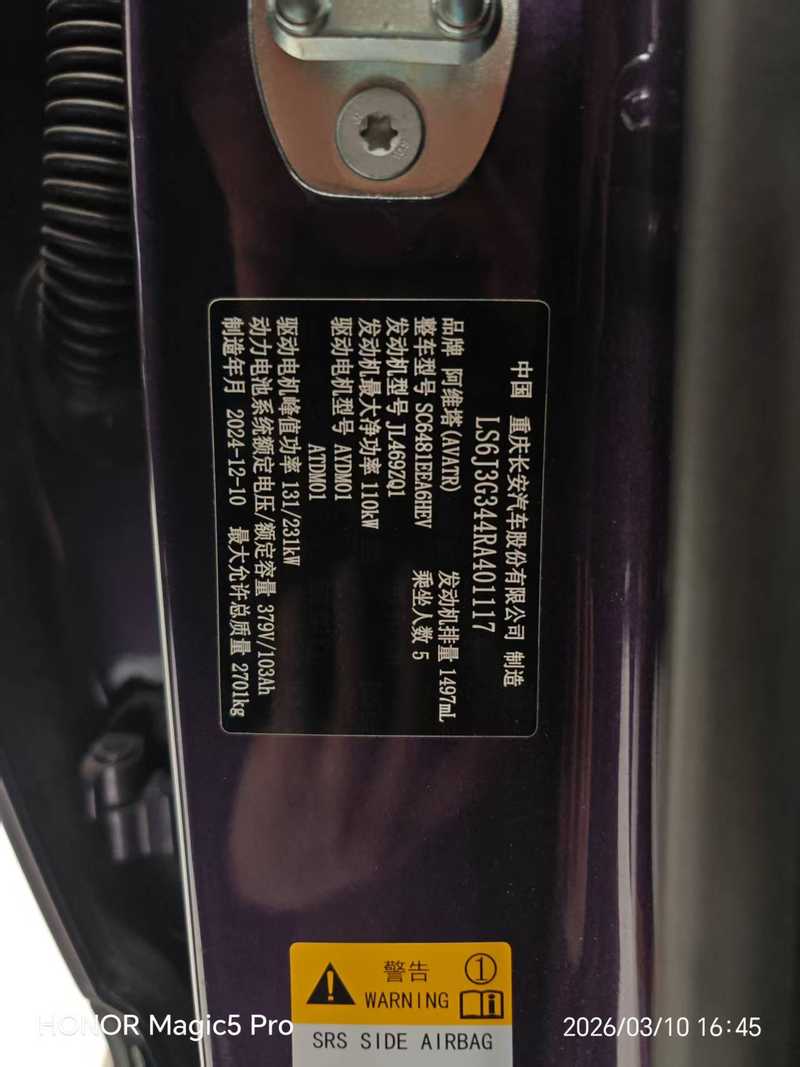 中国 重庆长安汽车股份有限公司 制造
LS6J3G344RA401117
品牌 阿维塔(AVATR) 发动机排量 1497mL
整车型号 SC6481EEA6HEV 乘坐人数 5
发动机型号 JL469ZQ1
发动机最大净功率 110kW
驱动电机型号 AYDM01
ATDM01
驱动电机峰值功率 131/231kW
动力电池系统额定电压/额定容量 379V/103Ah
制造年月 2024-12-10 最大允许总质量 2701kg
警告 1
WARNING
SRS SIDE AIRBAG
HONOR Magic5 Pro
2026/03/10 16:45